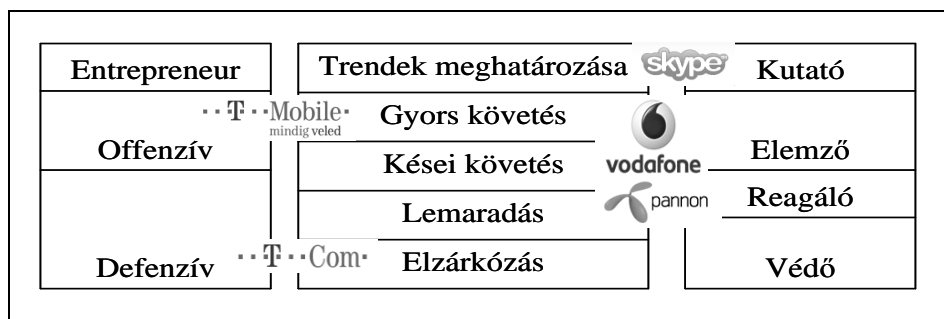 Entrepreneur
Offenzív
Defenzív
··T··Mobile·
mindig veled
··T··Com·
Trendek meghatározása
Gyors követés
Kései követés
Lemaradás
Elzárkózás
skype
vodafone
pannon
Kutató
Elemző
Reagáló
Védő